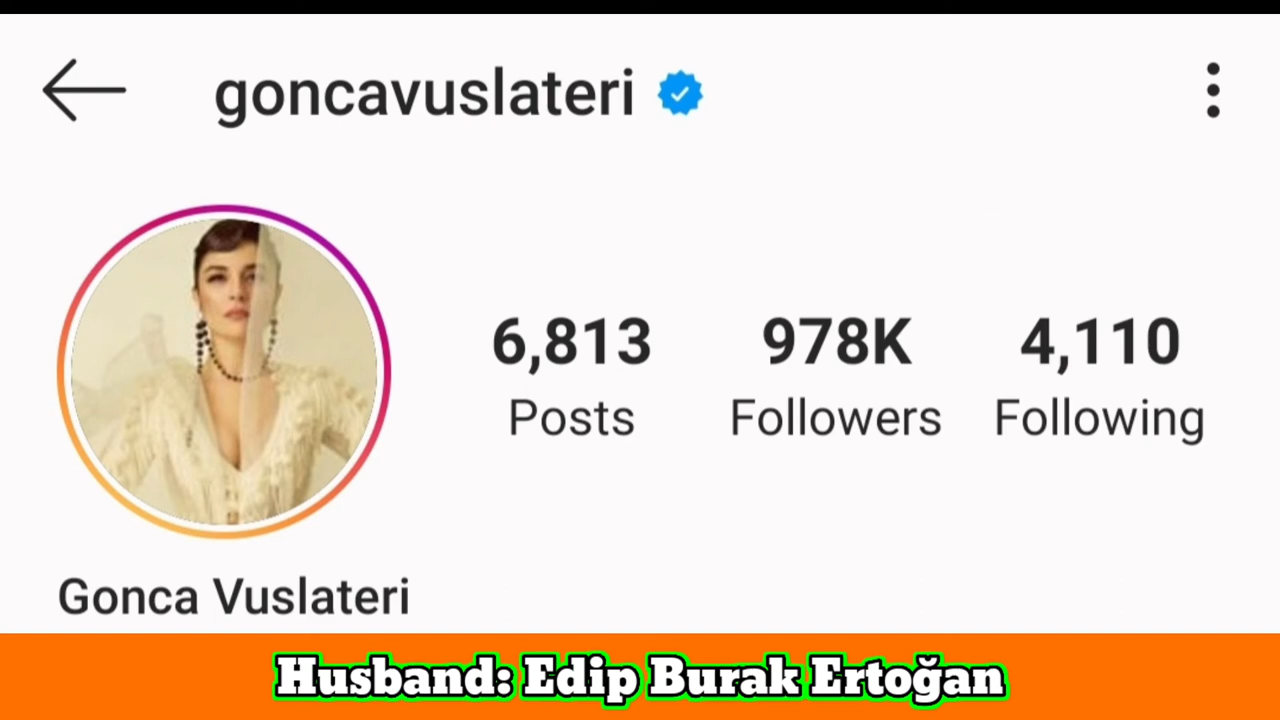 goncavuslateri
6,813 978K 4,110
Posts Followers Following
Gonca Vuslateri
Husband: Edip Burak Ertoğan